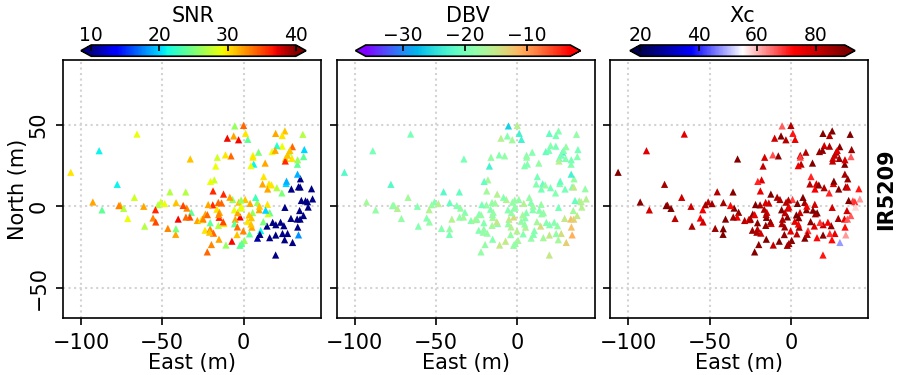 SNR DBV Xc
10 20 30 40 −30 −20 −10 20 40 60 80
50
0
−50
North (m)
−100 −50 0 −100 −50 0 −100 −50 0
East (m) East (m) East (m)
IR5209